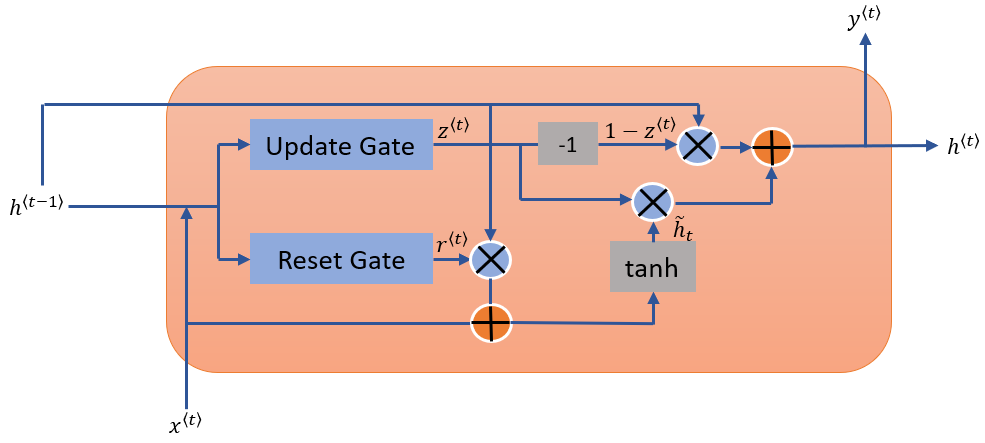 y⟨t⟩
z⟨t⟩
1 − z⟨t⟩
Update Gate
-1
h⟨t⟩
h⟨t−1⟩
h̃t
r⟨t⟩
Reset Gate
tanh
x⟨t⟩